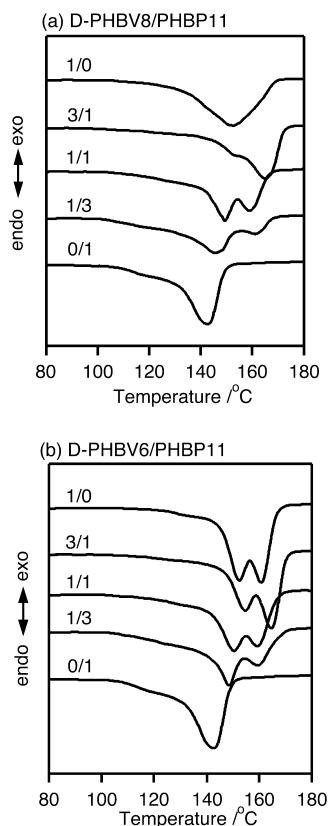 (a) D-PHBV8/PHBP11
1/0
3/1
1/1
1/3
0/1
endo
exo
80 100 120 140 160 180
Temperature /°C
(b) D-PHBV6/PHBP11
1/0
3/1
1/1
1/3
0/1
endo
exo
80 100 120 140 160 180
Temperature /°C